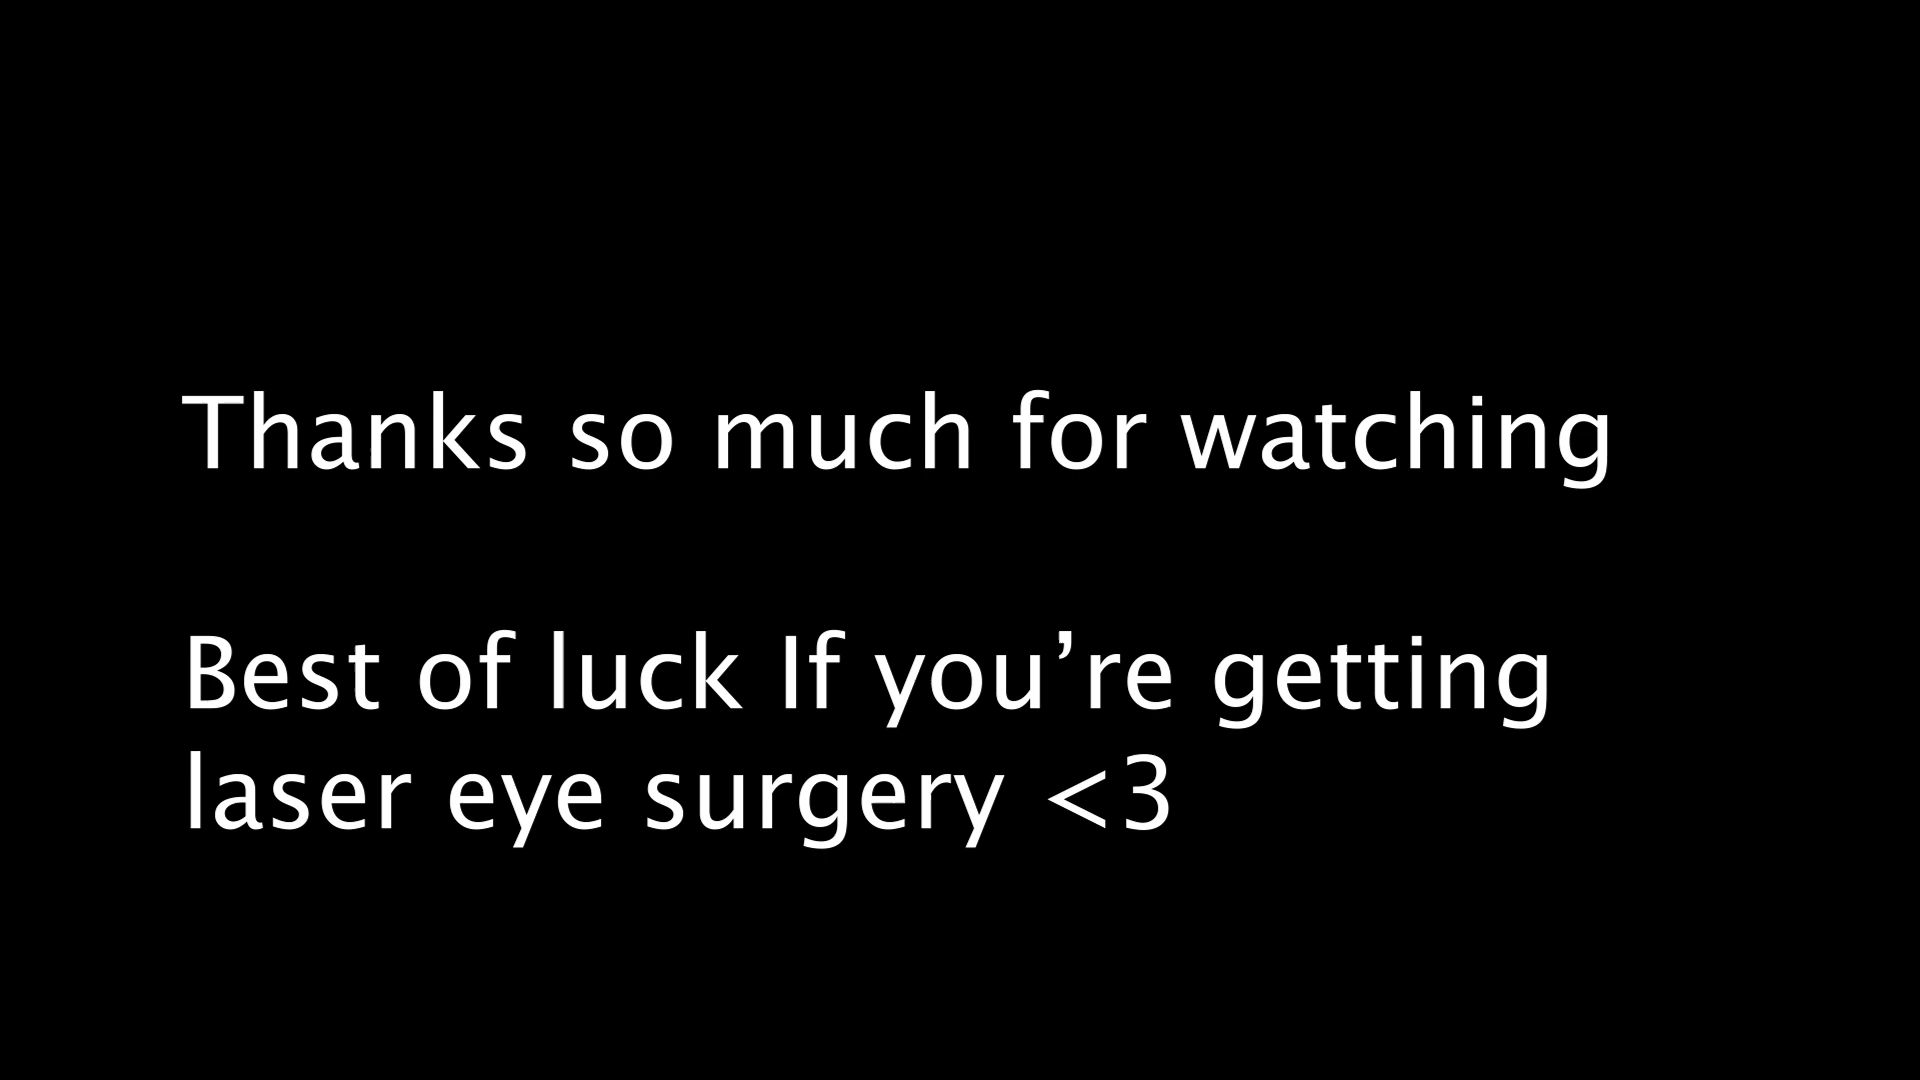 Thanks so much for watching
Best of luck If you’re getting
laser eye surgery <3